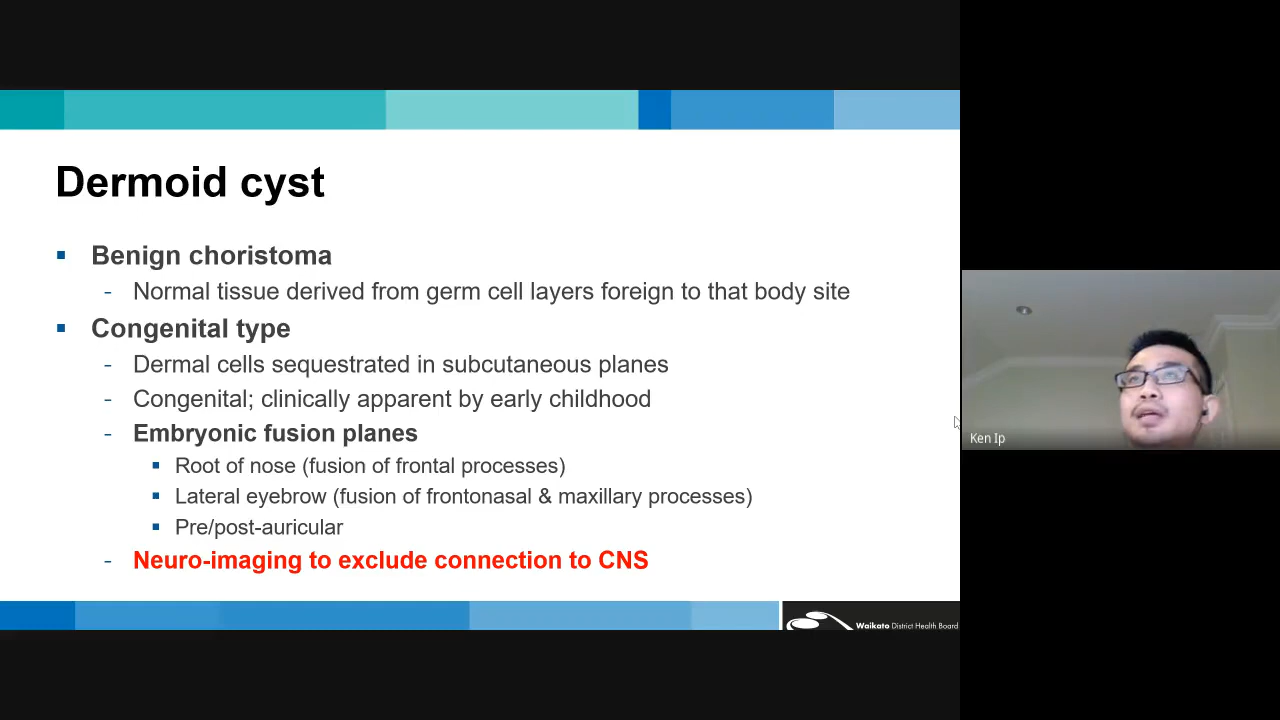 Dermoid cyst
Benign choristoma
- Normal tissue derived from germ cell layers foreign to that body site
Congenital type
- Dermal cells sequestrated in subcutaneous planes
- Congenital; clinically apparent by early childhood
- Embryonic fusion planes
Root of nose (fusion of frontal processes)
Lateral eyebrow (fusion of frontonasal & maxillary processes)
Pre/post-auricular
- Neuro-imaging to exclude connection to CNS
Waikato District Health Board
Ken Ip